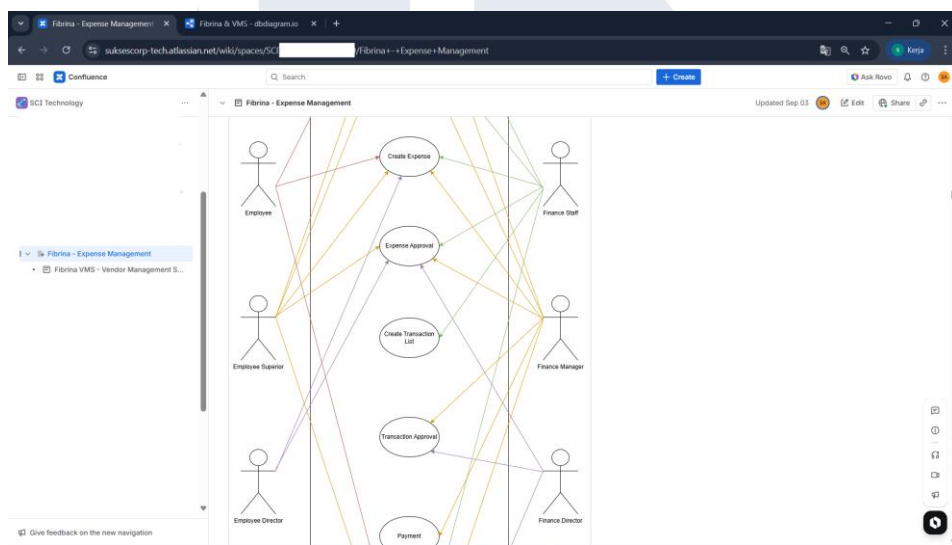 Fibrina - Expense Management
Fibrina & VMS - dbdiagram.io
suksescorp-tech.atlassian.net/wiki/spaces/SCI
/Fibrina+-+Expense+Management
Kerja
Confluence
Search
+ Create
Ask Rovo
SCI Technology
Fibrina - Expense Management
Updated Sep 03
SA
Edit
Share
Create Expense
Employee
Finance Staff
Expense Approval
Fibrina - Expense Management
Fibrina VMS - Vendor Management S...
Create Transaction
List
Employee Superior
Finance Manager
Transaction Approval
Employee Director
Finance Director
Payment
Give feedback on the new navigation